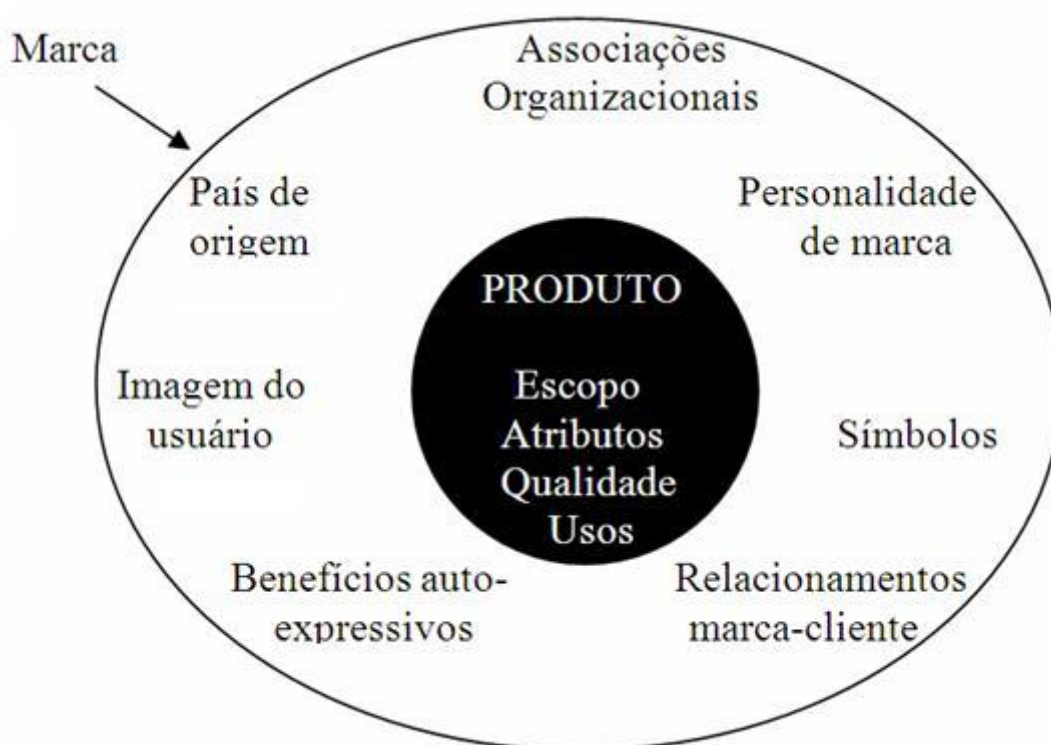 Marca
Associações
Organizacionais
País de
origem
Personalidade
de marca
PRODUTO
Escopo
Atributos
Qualidade
Usos
Imagem do
usuário
Símbolos
Benefícios auto-
expressivos
Relacionamentos
marca-cliente